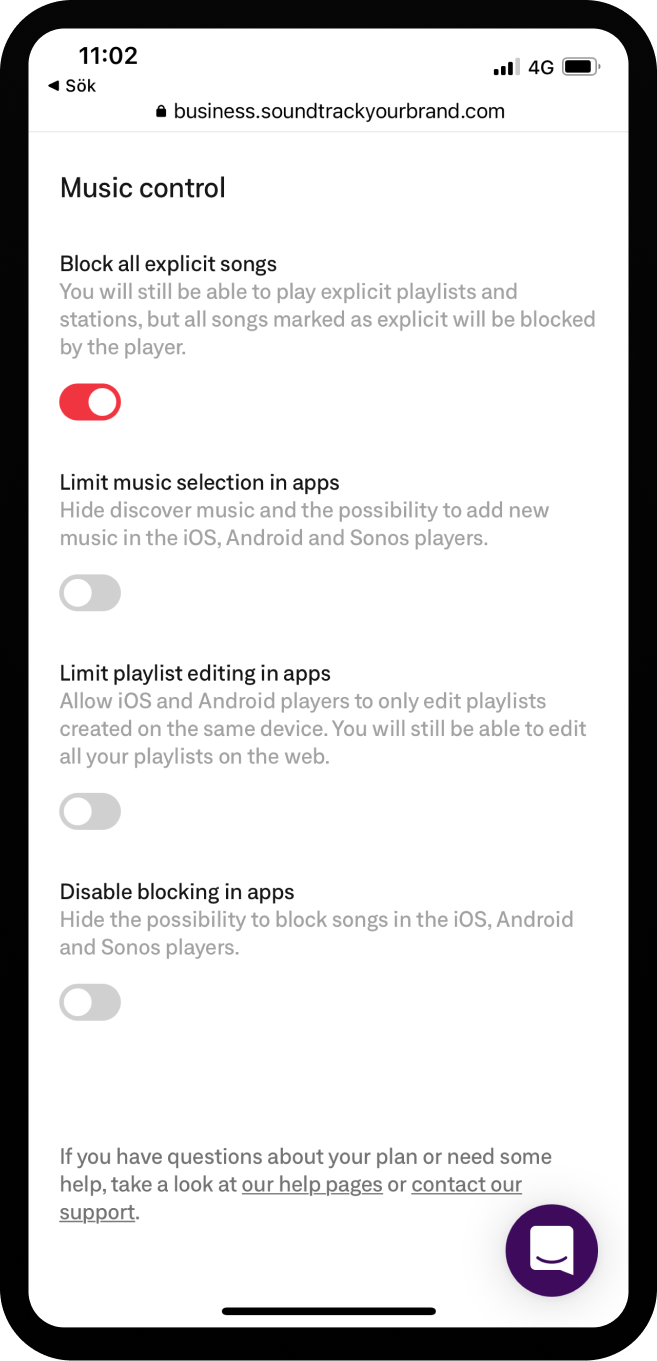 11:02
4G
◀ Sök
business.soundtrackyourbrand.com
Music control
Block all explicit songs
You will still be able to play explicit playlists and
stations, but all songs marked as explicit will be blocked
by the player.
Limit music selection in apps
Hide discover music and the possibility to add new
music in the iOS, Android and Sonos players.
Limit playlist editing in apps
Allow iOS and Android players to only edit playlists
created on the same device. You will still be able to edit
all your playlists on the web.
Disable blocking in apps
Hide the possibility to block songs in the iOS, Android
and Sonos players.
If you have questions about your plan or need some
help, take a look at our help pages or contact our
support.